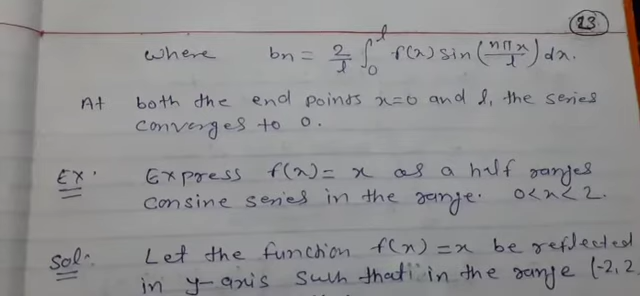 23
where bn = 2/l ∫₀ˡ f(x) sin(nπx/l) dx.
At both the end points x=0 and l, the series
converges to 0.
Ex. Express f(x) = x as a half ranges
consine series in the range. 0<x<2.
Sol. Let the function f(x) = x be reflected
in y-axis such that in the range (-2, 2